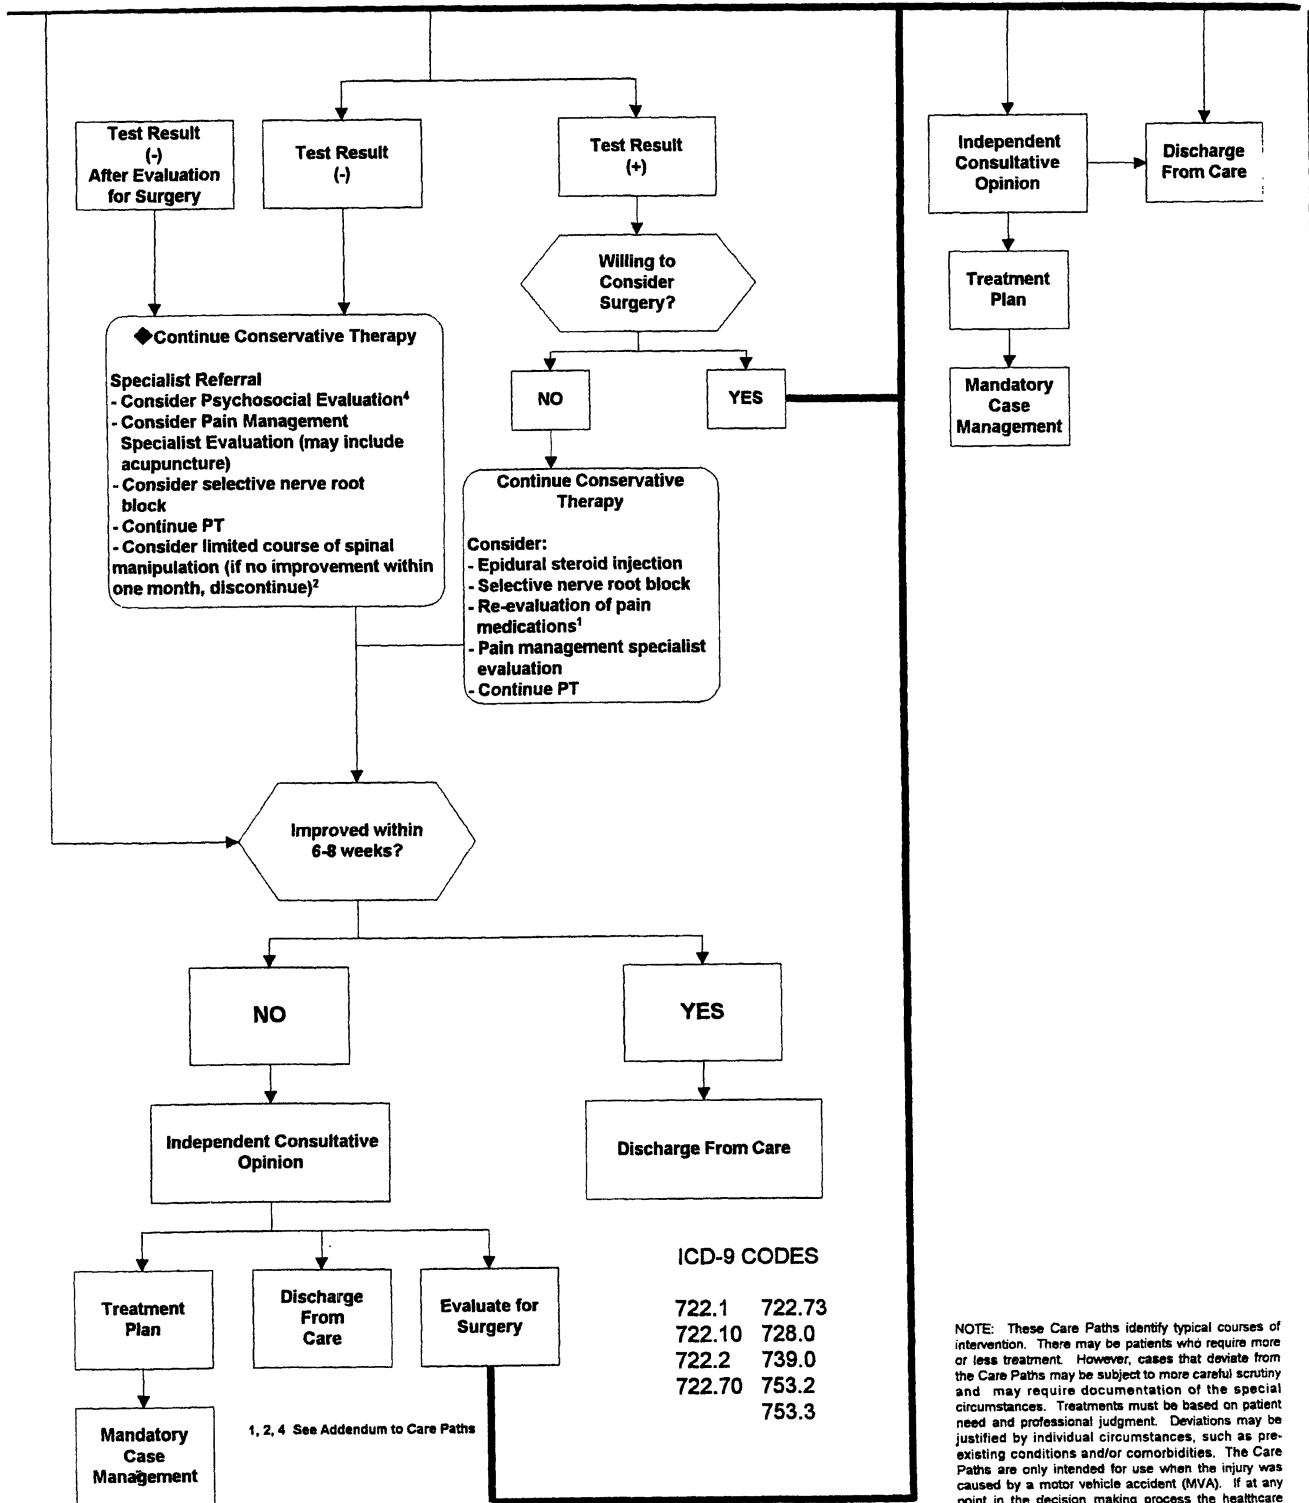 Test Result
(-)
After Evaluation
for Surgery
Test Result
(-)
Test Result
(+)
Independent
Consultative
Opinion
Discharge
From Care
Willing to
Consider
Surgery?
Treatment
Plan
NO
YES
Mandatory
Case
Management
◆Continue Conservative Therapy
Specialist Referral
- Consider Psychosocial Evaluation⁴
- Consider Pain Management
Specialist Evaluation (may include
acupuncture)
- Consider selective nerve root
block
- Continue PT
- Consider limited course of spinal
manipulation (if no improvement within
one month, discontinue)²
Continue Conservative
Therapy
Consider:
- Epidural steroid injection
- Selective nerve root block
- Re-evaluation of pain
medications¹
- Pain management specialist
evaluation
- Continue PT
Improved within
6-8 weeks?
NO
YES
Independent Consultative
Opinion
Discharge From Care
Treatment
Plan
Discharge
From
Care
Evaluate for
Surgery
Mandatory
Case
Management
1, 2, 4 See Addendum to Care Paths
ICD-9 CODES
722.1 722.73
722.10 728.0
722.2 739.0
722.70 753.2
753.3
NOTE: These Care Paths identify typical courses of
intervention. There may be patients who require more
or less treatment. However, cases that deviate from
the Care Paths may be subject to more careful scrutiny
and may require documentation of the special
circumstances. Treatments must be based on patient
need and professional judgment. Deviations may be
justified by individual circumstances, such as pre-
existing conditions and/or comorbidities. The Care
Paths are only intended for use when the injury was
caused by a motor vehicle accident (MVA). If at any
point in the decision making process the healthcare